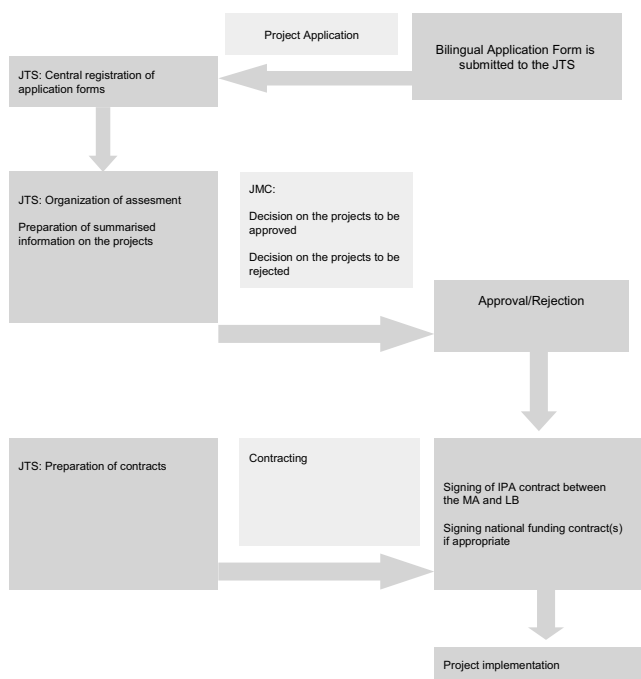 Project Application
Bilingual Application Form is
submitted to the JTS
JTS: Central registration of
application forms
JTS: Organization of assesment
Preparation of summarised
information on the projects
JMC:
Decision on the projects to be
approved
Decision on the projects to be
rejected
Approval/Rejection
JTS: Preparation of contracts
Contracting
Signing of IPA contract between
the MA and LB
Signing national funding contract(s)
if appropriate
Project implementation